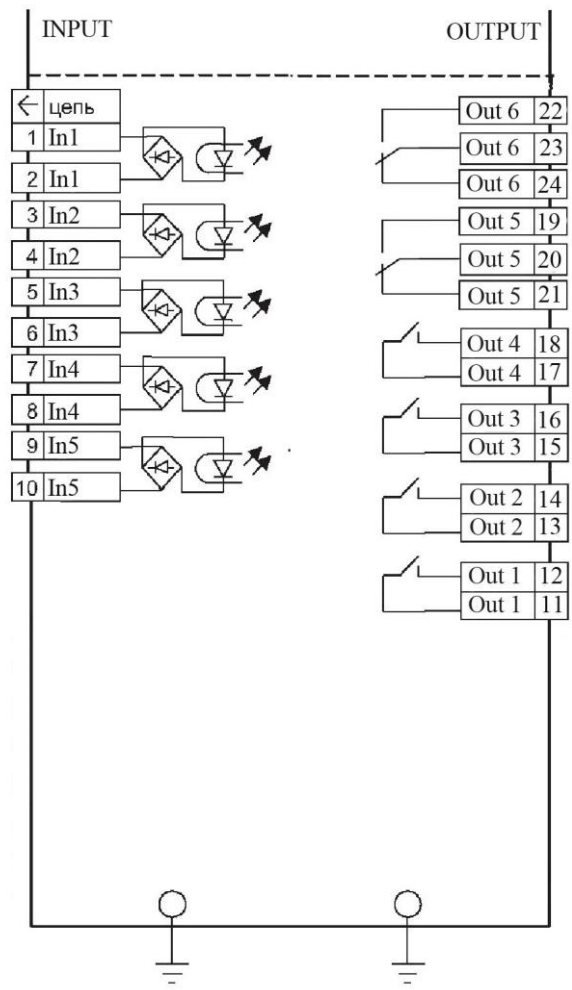 INPUT
OUTPUT
цепь
1 In1
2 In1
3 In2
4 In2
5 In3
6 In3
7 In4
8 In4
9 In5
10 In5
Out 6 22
Out 6 23
Out 6 24
Out 5 19
Out 5 20
Out 5 21
Out 4 18
Out 4 17
Out 3 16
Out 3 15
Out 2 14
Out 2 13
Out 1 12
Out 1 11